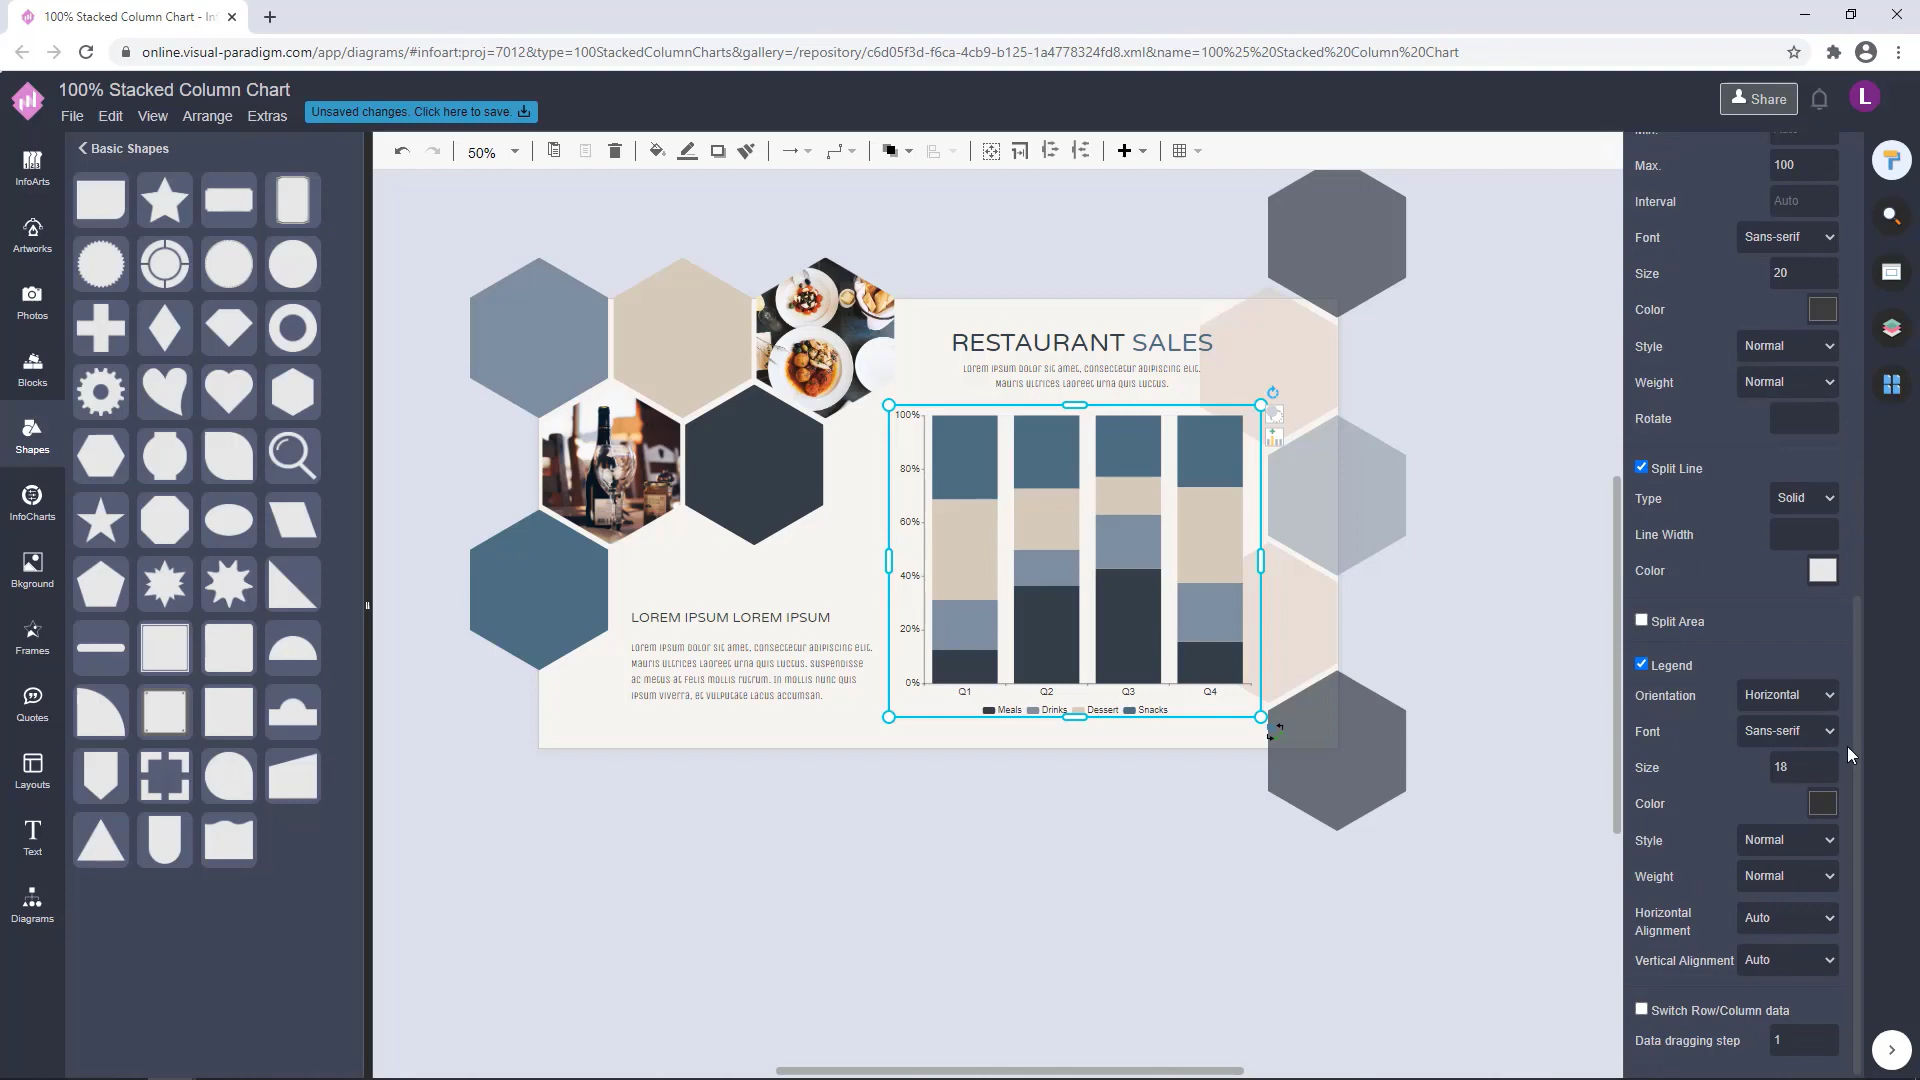 100% Stacked Column Chart - In
online.visual-paradigm.com/app/diagrams/#infoart:proj=7012&type=100StackedColumnCharts&gallery=/repository/c6d05f3d-f6ca-4cb9-b125-1a4778324fd8.xml&name=100%25%20Stacked%20Column%20Chart
100% Stacked Column Chart
File Edit View Arrange Extras
Unsaved changes. Click here to save.
Share
L
Basic Shapes
50%
InfoArts
Artworks
Photos
Blocks
Shapes
InfoCharts
Bkground
Frames
Quotes
Layouts
Text
Diagrams
RESTAURANT SALES
Lorem ipsum dolor sit amet, consectetur adipiscing elit.
Mauris ultrices laoreet urna quis luctus.
100%
80%
60%
40%
20%
0%
Q1 Q2 Q3 Q4
Meals Drinks Dessert Snacks
LOREM IPSUM LOREM IPSUM
Lorem ipsum dolor sit amet, consectetur adipiscing elit.
Mauris ultrices laoreet urna quis luctus. Suspendisse
ac metus at felis mollis rutrum. In mollis nunc quis
ipsum viverra, et vulputate lacus accumsan.
Max. 100
Interval Auto
Font Sans-serif
Size 20
Color
Style Normal
Weight Normal
Rotate
Split Line
Type Solid
Line Width
Color
Split Area
Legend
Orientation Horizontal
Font Sans-serif
Size 18
Color
Style Normal
Weight Normal
Horizontal
Alignment Auto
Vertical Alignment Auto
Switch Row/Column data
Data dragging step 1